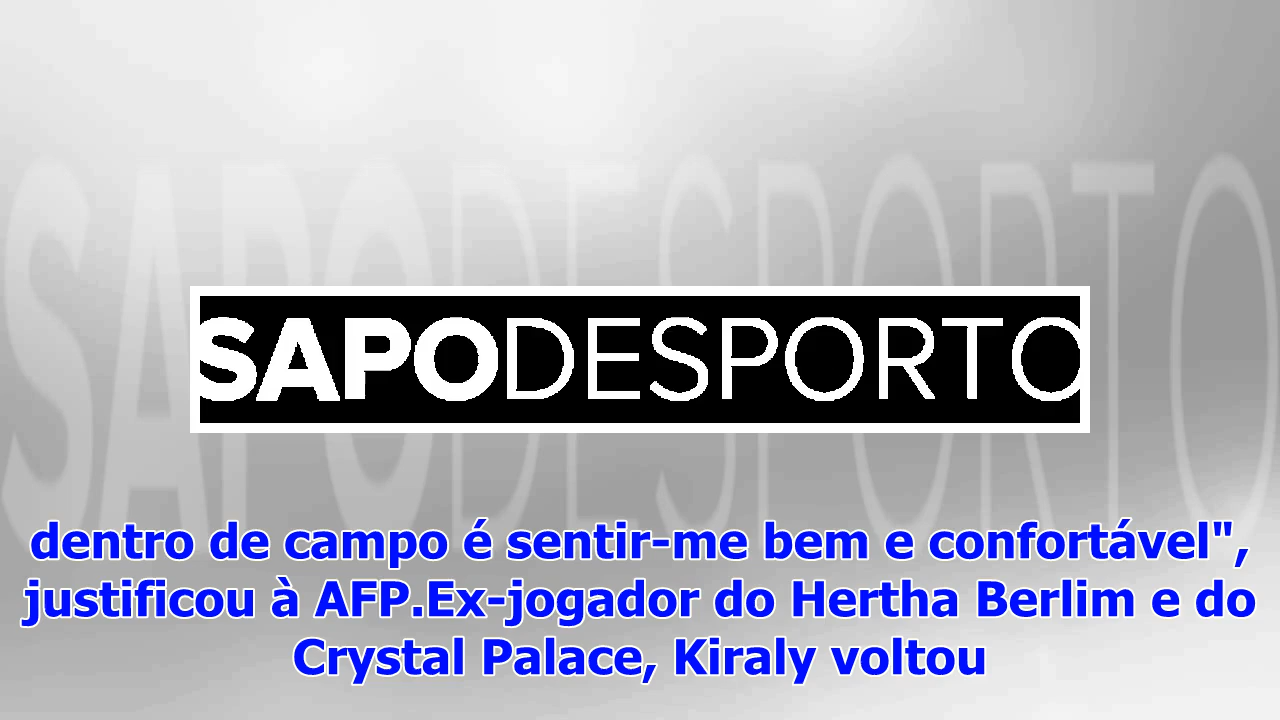 SAPODESPORTO
SAPODESPORTO
dentro de campo é sentir-me bem e confortável",
justificou à AFP.Ex-jogador do Hertha Berlim e do
Crystal Palace, Kiraly voltou